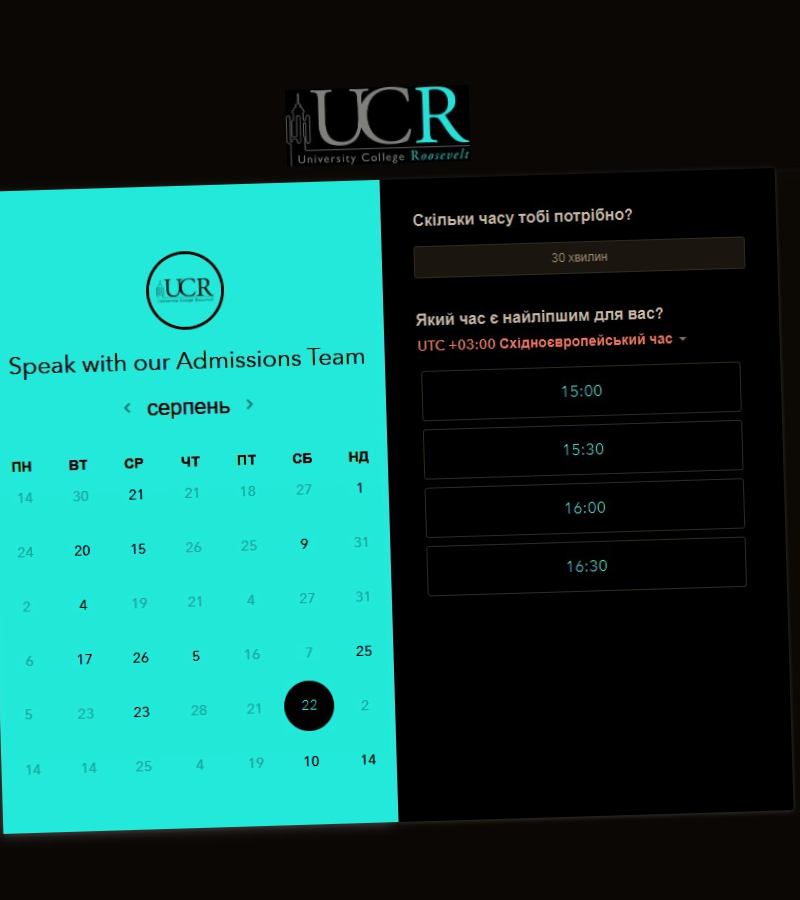 UCR
University College Roosevelt
UCR
Speak with our Admissions Team
серпень
ПН ВТ СР ЧТ ПТ СБ НД
14 30 21 21 18 27 1
24 20 15 26 25 9 31
2 4 19 21 4 27 31
6 17 26 5 16 7 25
5 23 23 28 21 22 2
14 14 25 4 19 10 14
Скільки часу тобі потрібно?
30 хвилин
Який час є найліпшим для вас?
UTC +03:00 Східноєвропейський час
15:00
15:30
16:00
16:30